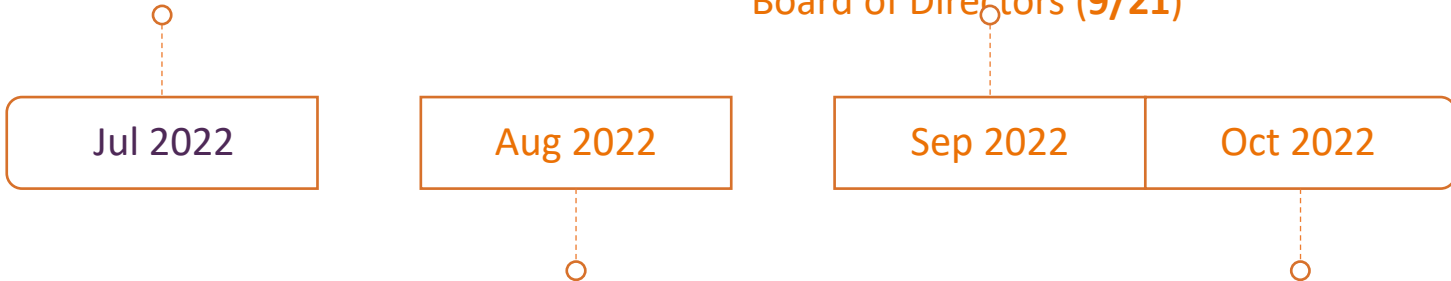 Board of Directors (9/21)
Jul 2022
Aug 2022
Sep 2022
Oct 2022